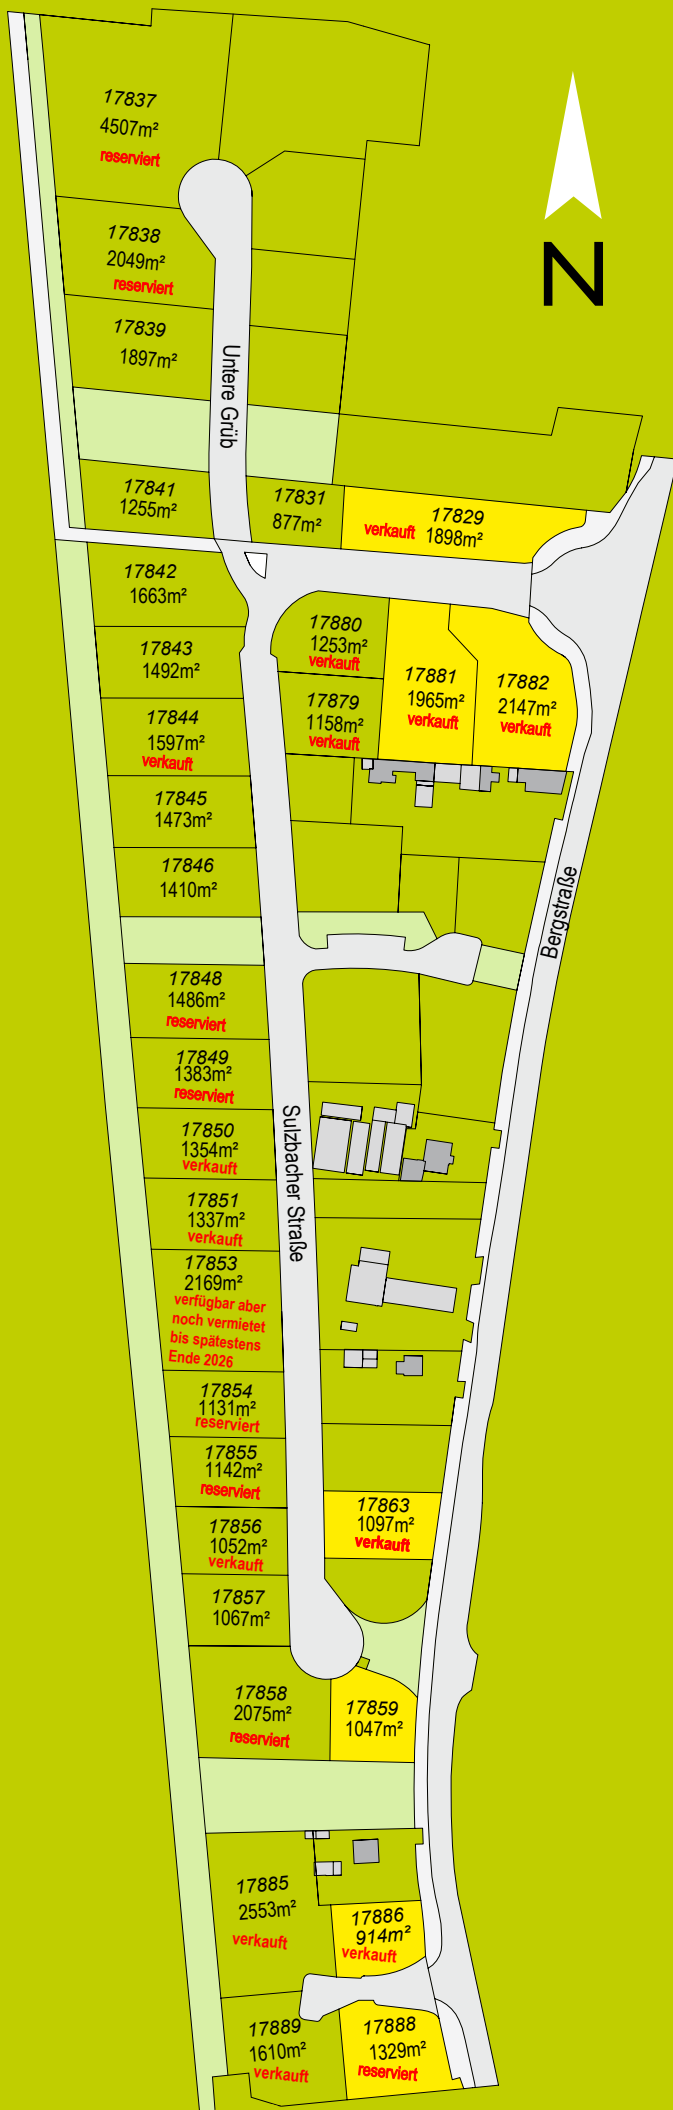 17837
4507m²
reserviert
N
17838
2049m²
reserviert
17839
1897m²
Untere Grüb
17841
1255m²
17831
877m²
17829
verkauft 1898m²
17842
1663m²
17880
1253m²
verkauft
17843
1492m²
17881
1965m²
verkauft
17882
2147m²
verkauft
17879
1158m²
verkauft
17844
1597m²
verkauft
17845
1473m²
17846
1410m²
Bergstraße
17848
1486m²
reserviert
17849
1383m²
reserviert
17850
1354m²
verkauft
Sulzbacher Straße
17851
1337m²
verkauft
17853
2169m²
verfügbar aber
noch vermietet
bis spätestens
Ende 2026
17854
1131m²
reserviert
17855
1142m²
reserviert
17863
1097m²
verkauft
17856
1052m²
verkauft
17857
1067m²
17858
2075m²
reserviert
17859
1047m²
17885
2553m²
verkauft
17886
914m²
verkauft
17889
1610m²
verkauft
17888
1329m²
reserviert